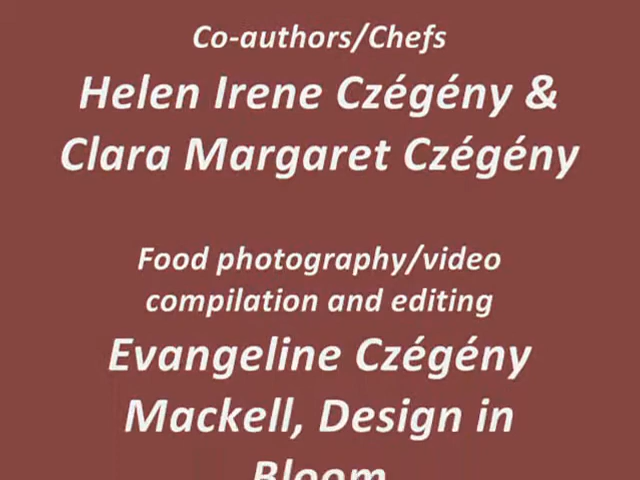 Co-authors/Chefs
Helen Irene Czégény &
Clara Margaret Czégény
Food photography/video
compilation and editing
Evangeline Czégény
Mackell, Design in
Bloom